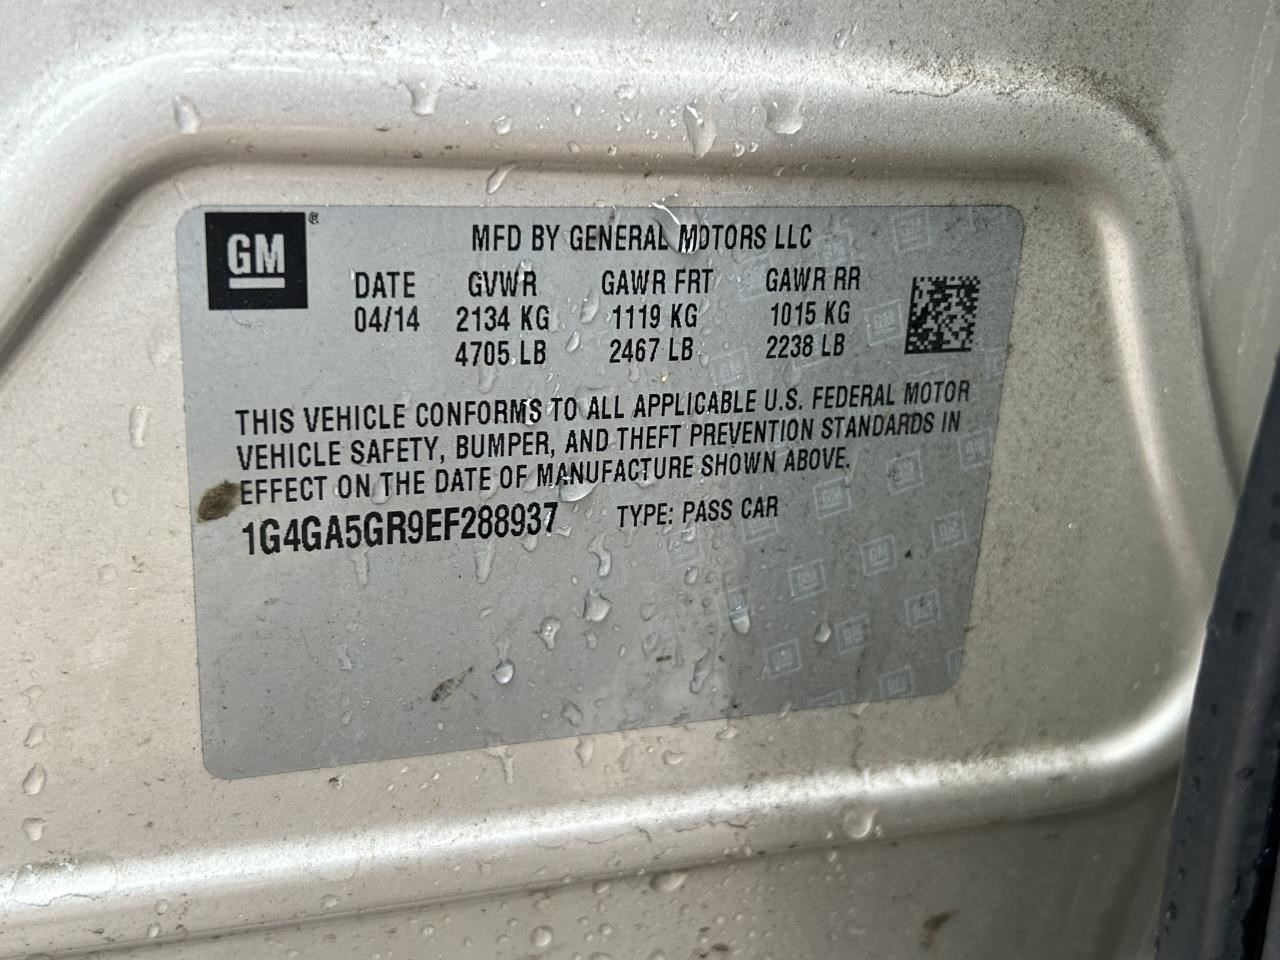 GM ®
MFD BY GENERAL MOTORS LLC
DATE GVWR GAWR FRT GAWR RR
04/14 2134 KG 1119 KG 1015 KG
4705 LB 2467 LB 2238 LB
THIS VEHICLE CONFORMS TO ALL APPLICABLE U.S. FEDERAL MOTOR
VEHICLE SAFETY, BUMPER, AND THEFT PREVENTION STANDARDS IN
EFFECT ON THE DATE OF MANUFACTURE SHOWN ABOVE.
1G4GA5GR9EF288937 TYPE: PASS CAR